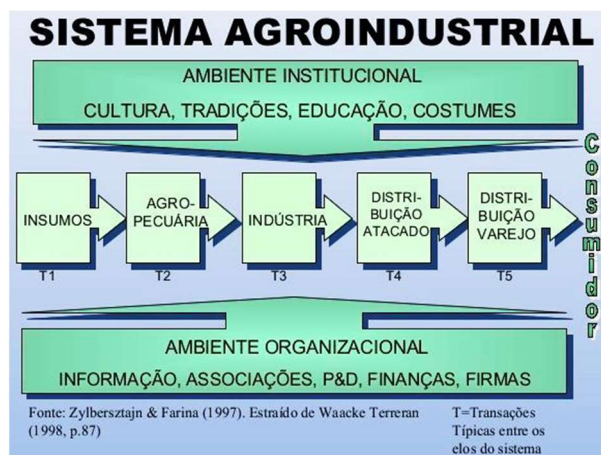 SISTEMA AGROINDUSTRIAL
AMBIENTE INSTITUCIONAL
CULTURA, TRADIÇÕES, EDUCAÇÃO, COSTUMES
INSUMOS
AGRO-
PECUÁRIA
INDÚSTRIA
DISTRI-
BUIÇÃO
ATACADO
DISTRI-
BUIÇÃO
VAREJO
Consumidor
T1
T2
T3
T4
T5
AMBIENTE ORGANIZACIONAL
INFORMAÇÃO, ASSOCIAÇÕES, P&D, FINANÇAS, FIRMAS
Fonte: Zylbersztajn & Farina (1997). Estraído de Waacke Terreran
(1998, p.87)
T=Transações
Típicas entre os
elos do sistema